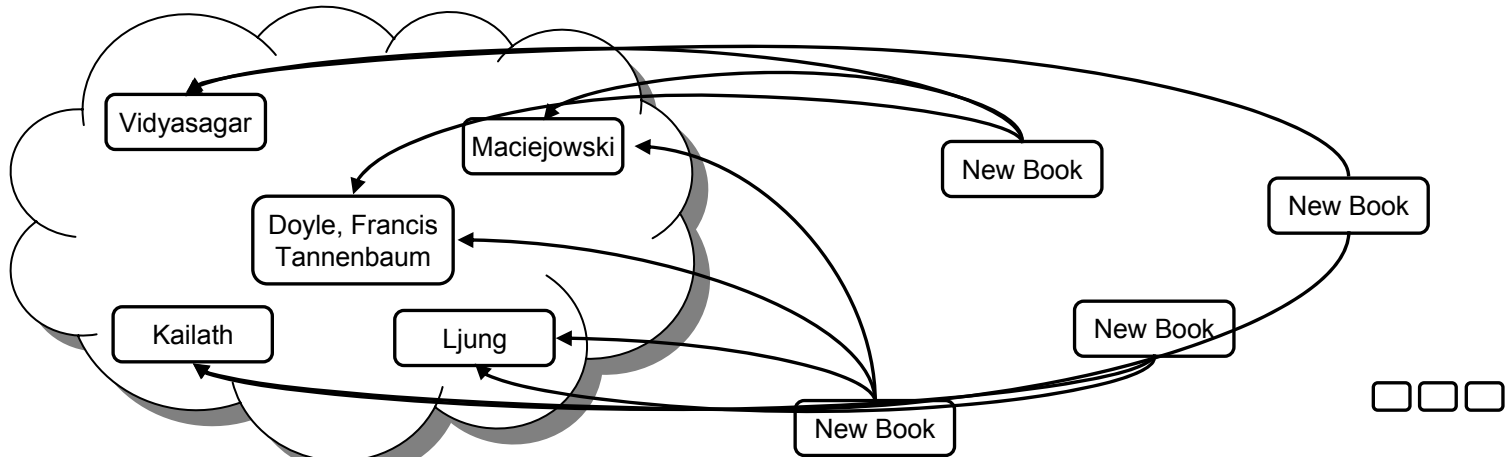 Vidyasagar
Maciejowski
New Book
New Book
Doyle, Francis
Tannenbaum
Kailath
Ljung
New Book
New Book